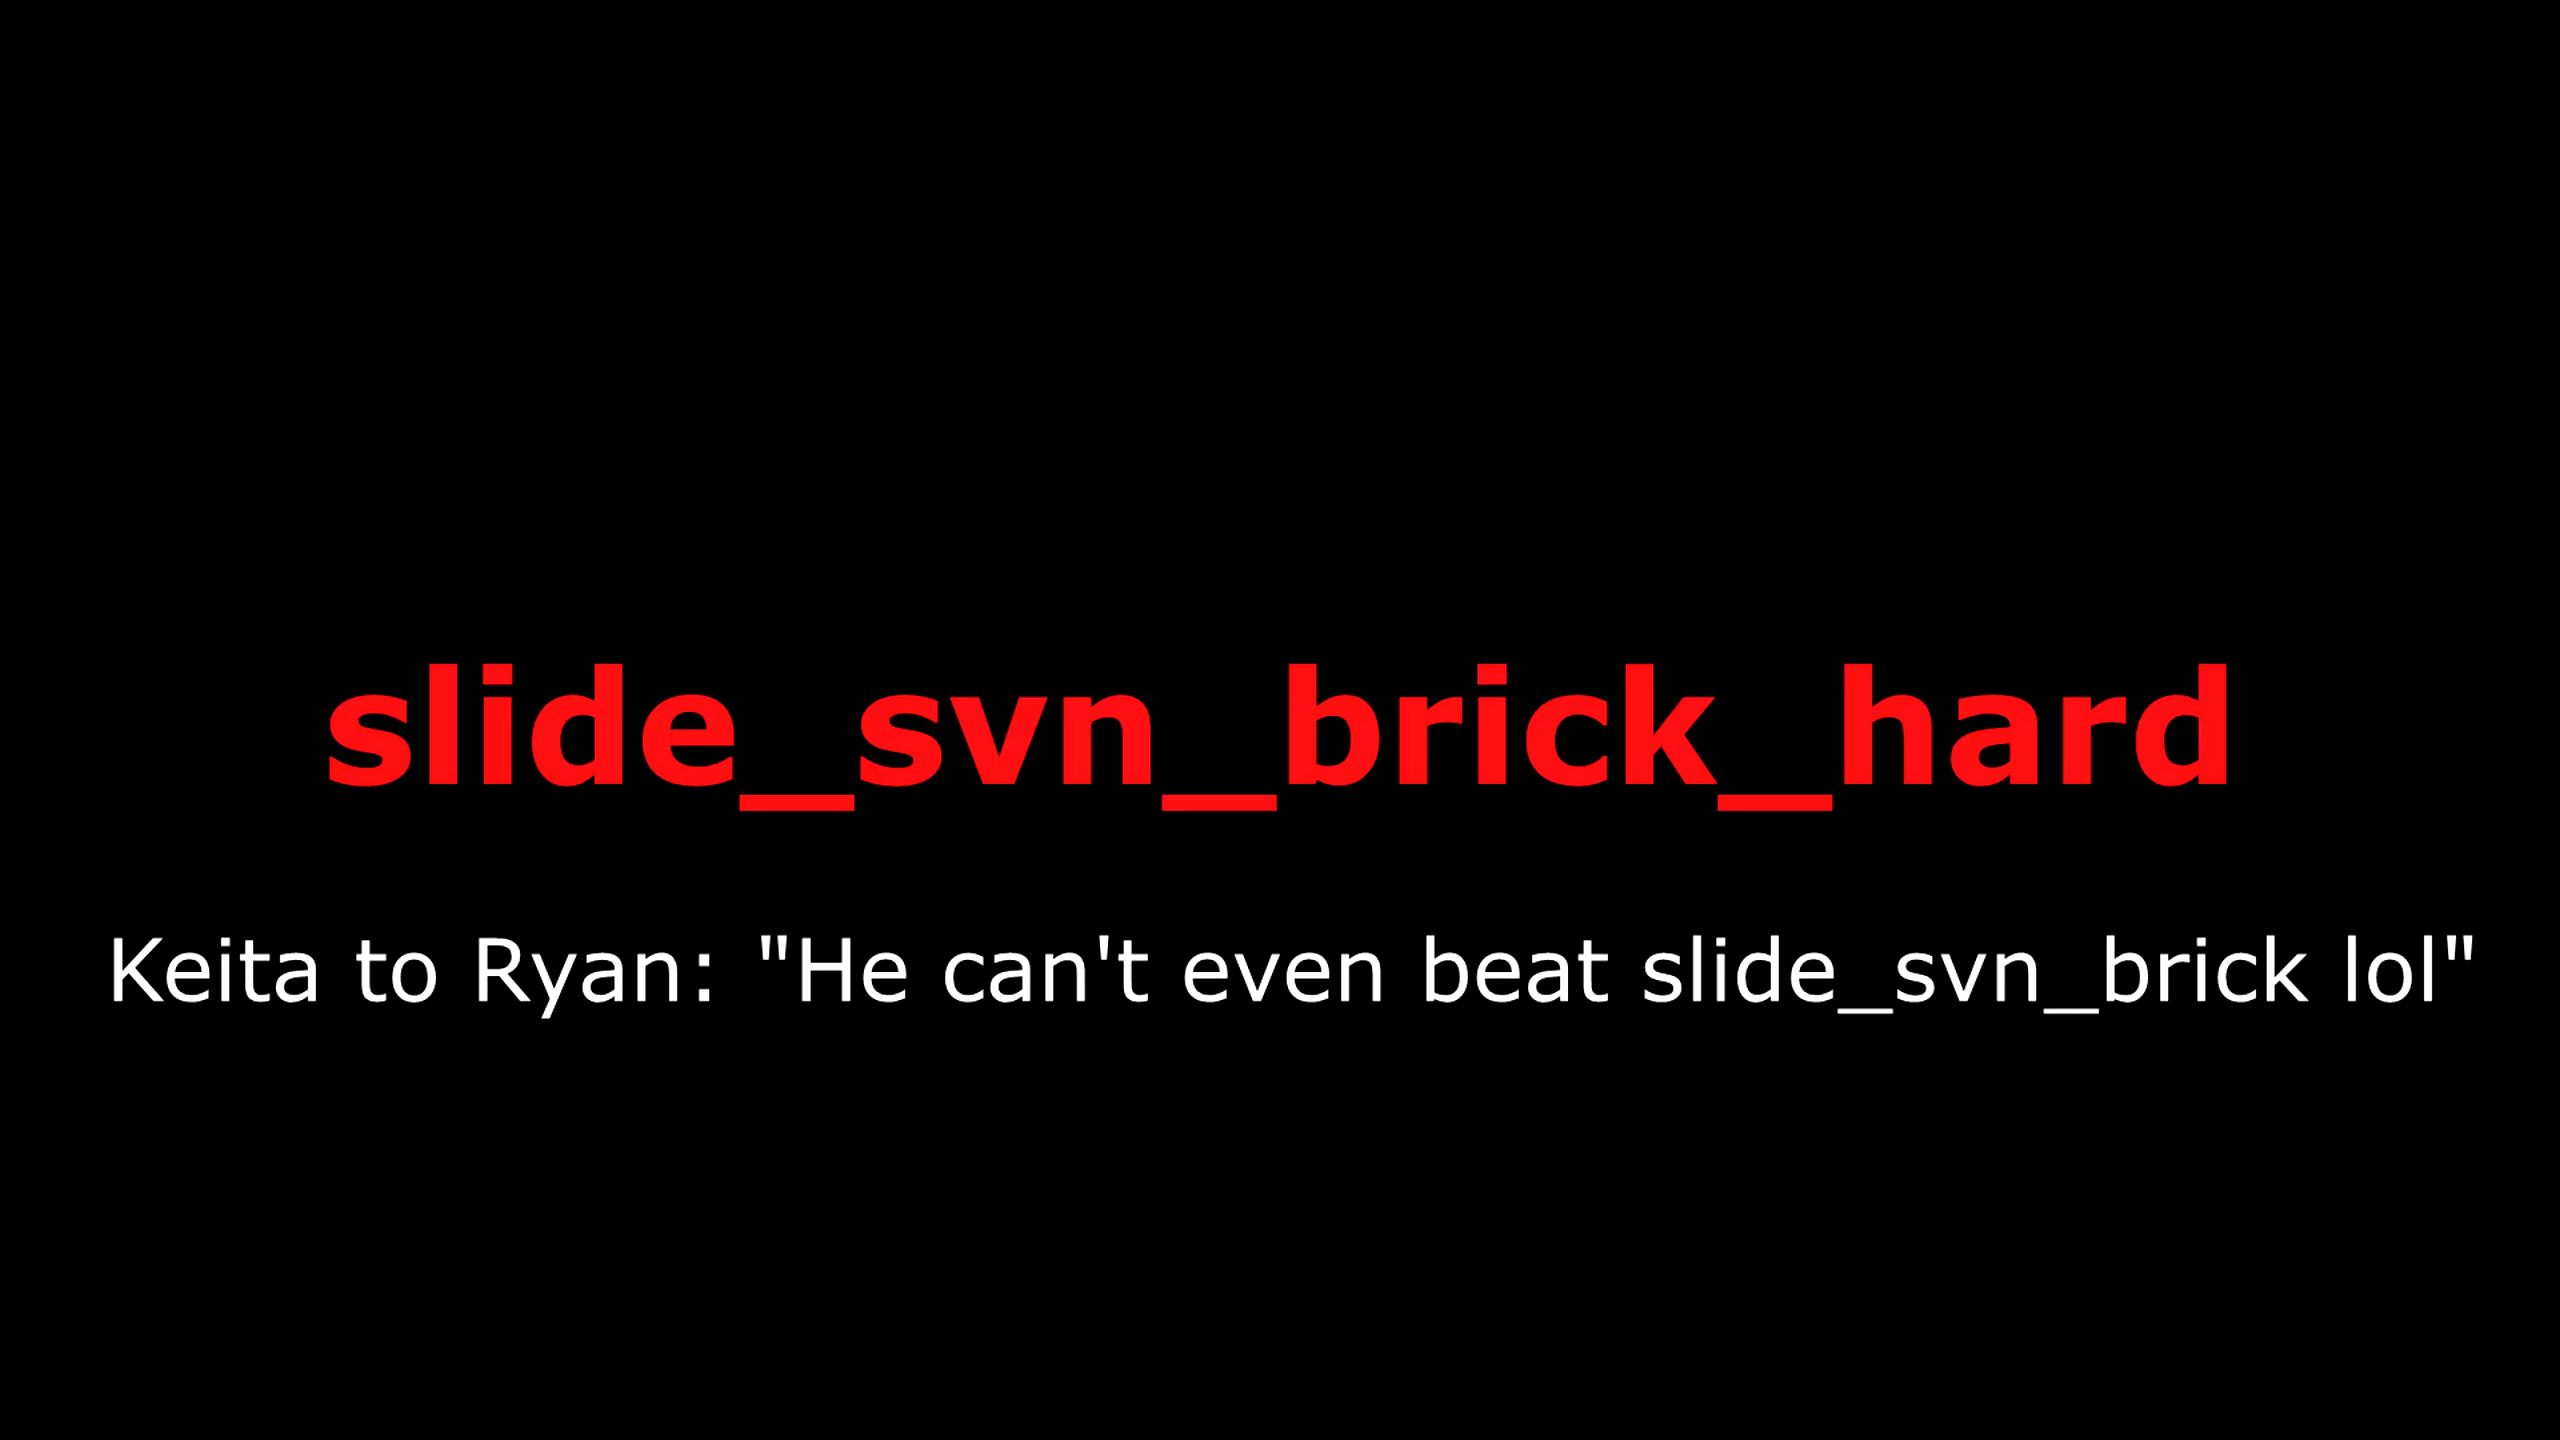 slide_svn_brick_hard
Keita to Ryan: "He can't even beat slide_svn_brick lol"